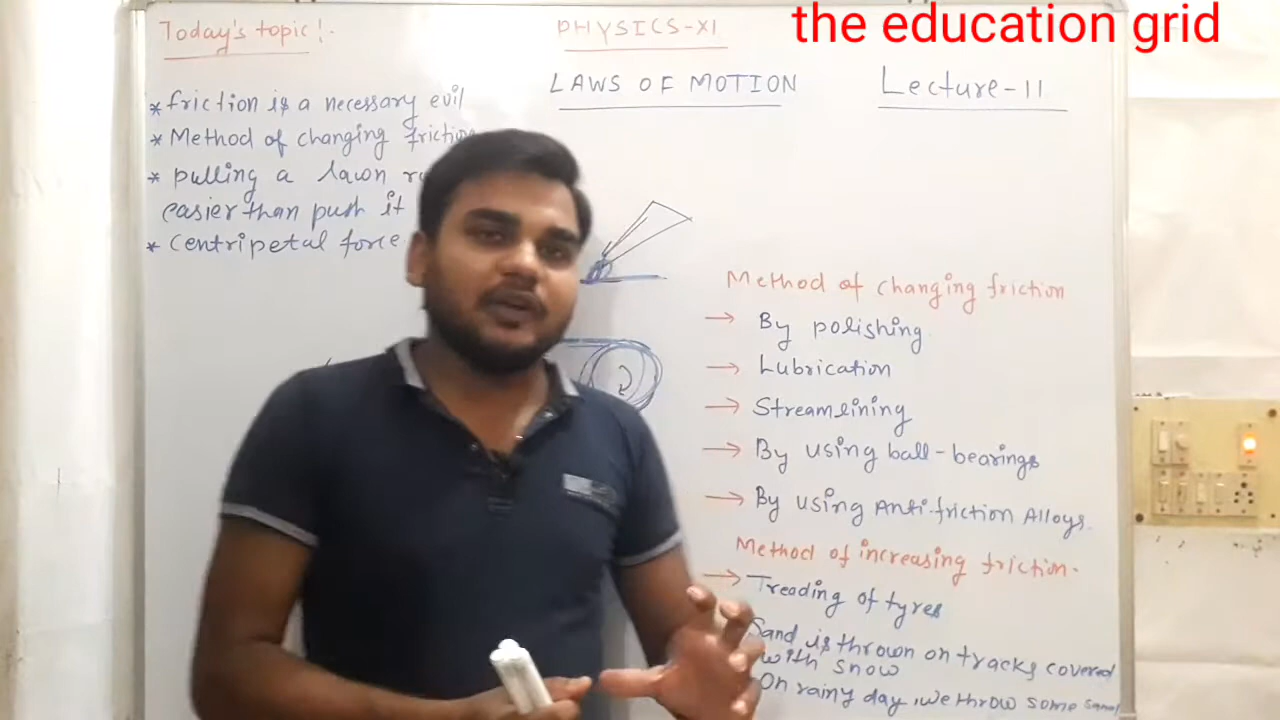 the education grid
Today's topic!-
PHYSICS-XI
LAWS OF MOTION
Lecture-11
* friction is a necessary evil
* Method of changing friction
* pulling a lawn
easier than push it
* Centripetal force
Method of changing friction
→ By polishing
→ Lubrication
→ Streamlining
→ By using ball-bearings
→ By using Anti-friction Alloys.
Method of increasing friction.
→ Treading of tyres
Sand is thrown on tracks covered
with snow
On rainy day, we throw some sand